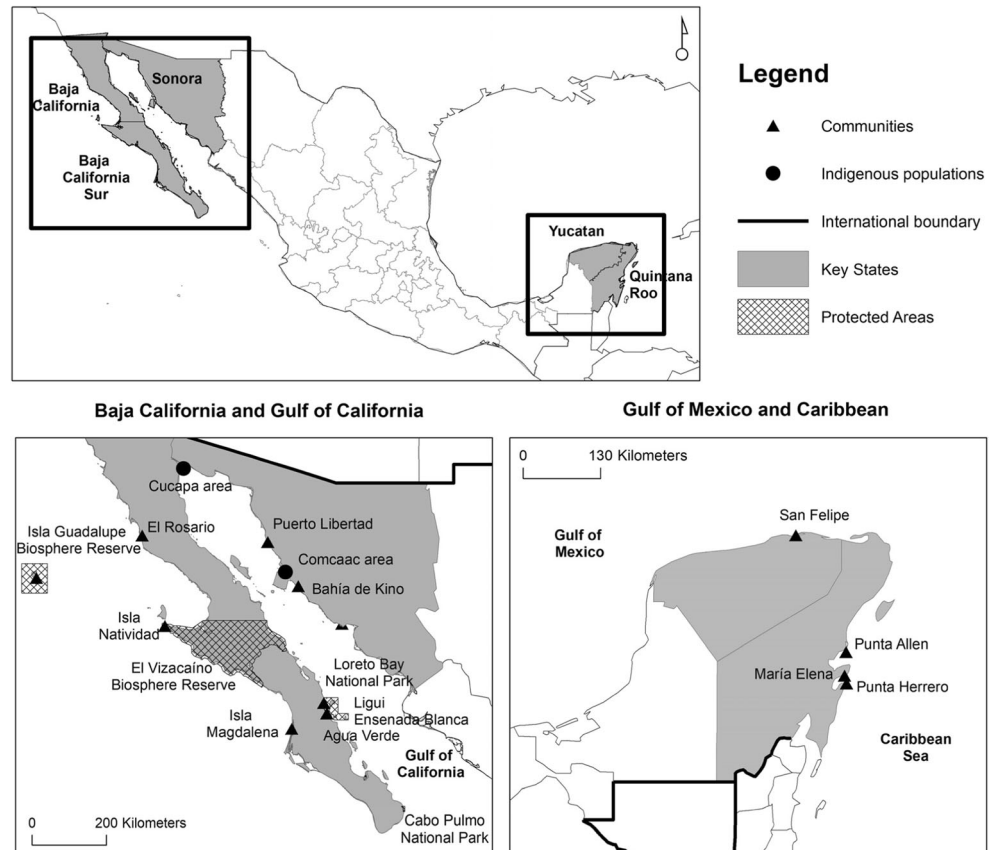 Baja
California
Sonora
Baja
California
Sur
Yucatan
Quintana
Roo
Legend
Communities
Indigenous populations
International boundary
Key States
Protected Areas
Baja California and Gulf of California
Cucapa area
Isla Guadalupe
Biosphere Reserve
El Rosario
Puerto Libertad
Comcaac area
Bahía de Kino
Isla
Natividad
El Vizacaíno
Biosphere Reserve
Loreto Bay
National Park
Ligui
Ensenada Blanca
Agua Verde
Isla
Magdalena
Gulf of
California
Cabo Pulmo
National Park
0 200 Kilometers
Gulf of Mexico and Caribbean
0 130 Kilometers
Gulf of
Mexico
San Felipe
Punta Allen
María Elena
Punta Herrero
Caribbean
Sea